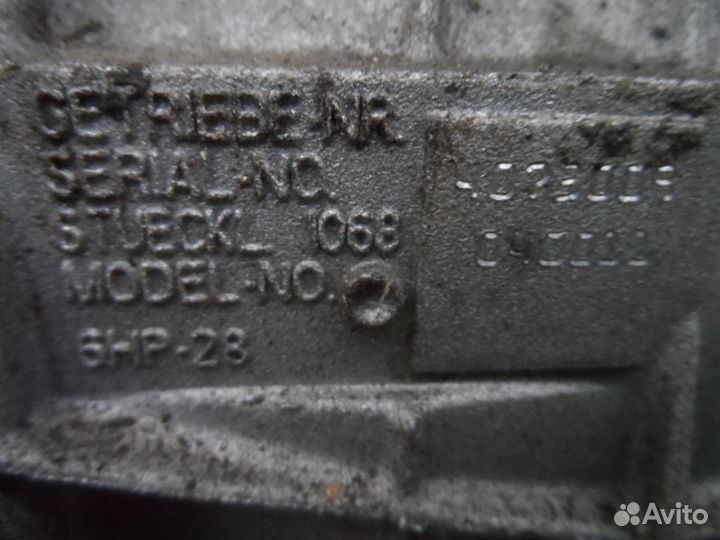 GETRIEBE-NR.
SERIAL-NO.
STUECKL. 1068
MODEL-NO.
6HP-28
Avito